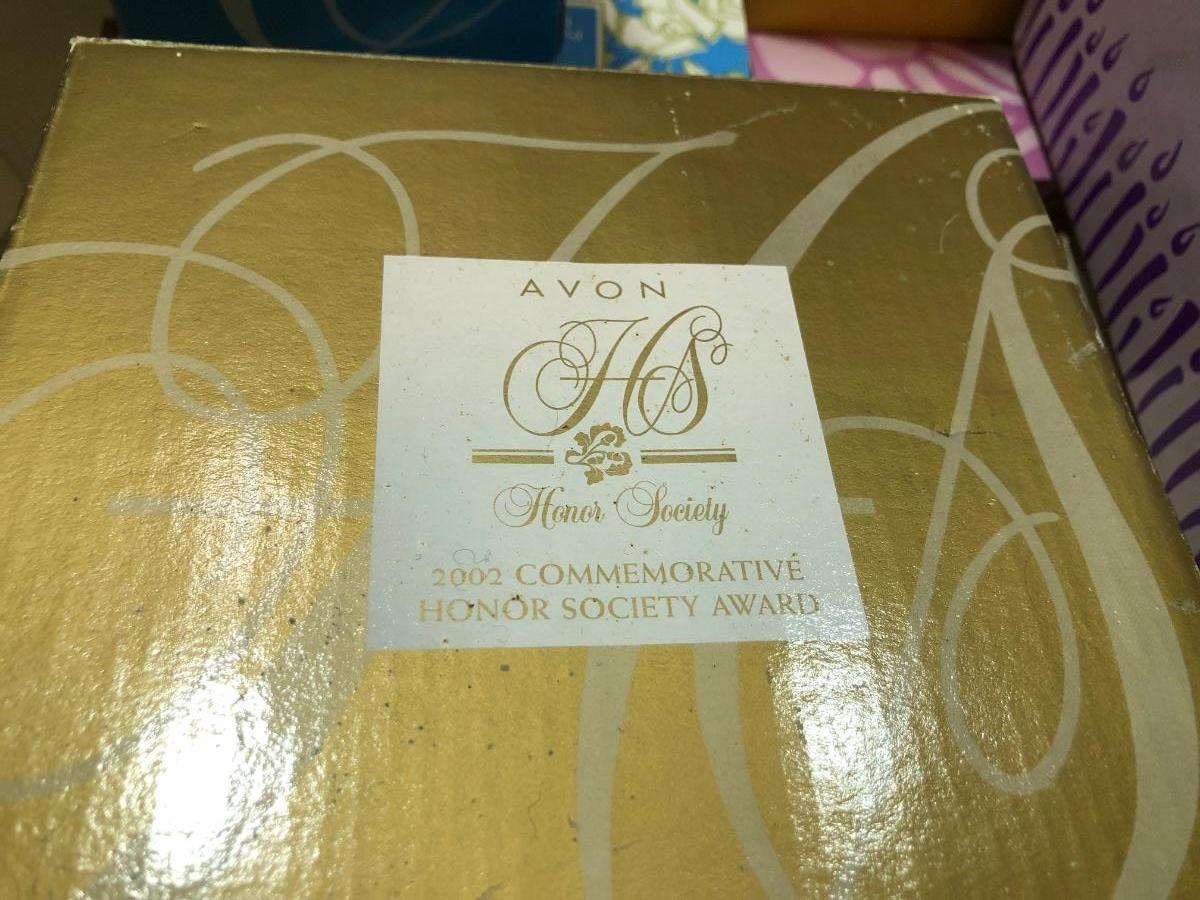 AVON
HS
Honor Society
2002 COMMEMORATIVE
HONOR SOCIETY AWARD